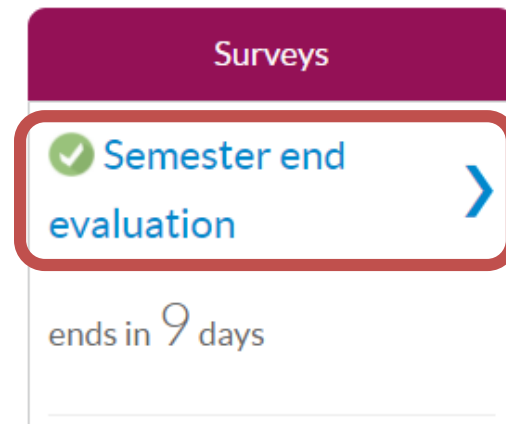 Surveys
Semester end
evaluation
ends in 9 days